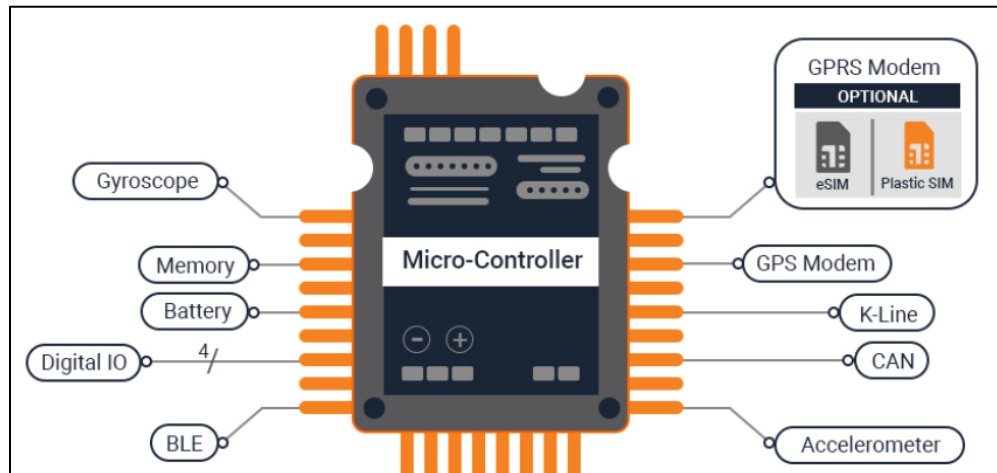 GPRS Modem
OPTIONAL
eSIM
Plastic SIM
Gyroscope
Memory
Battery
4
Digital IO
BLE
Micro-Controller
GPS Modem
K-Line
CAN
Accelerometer